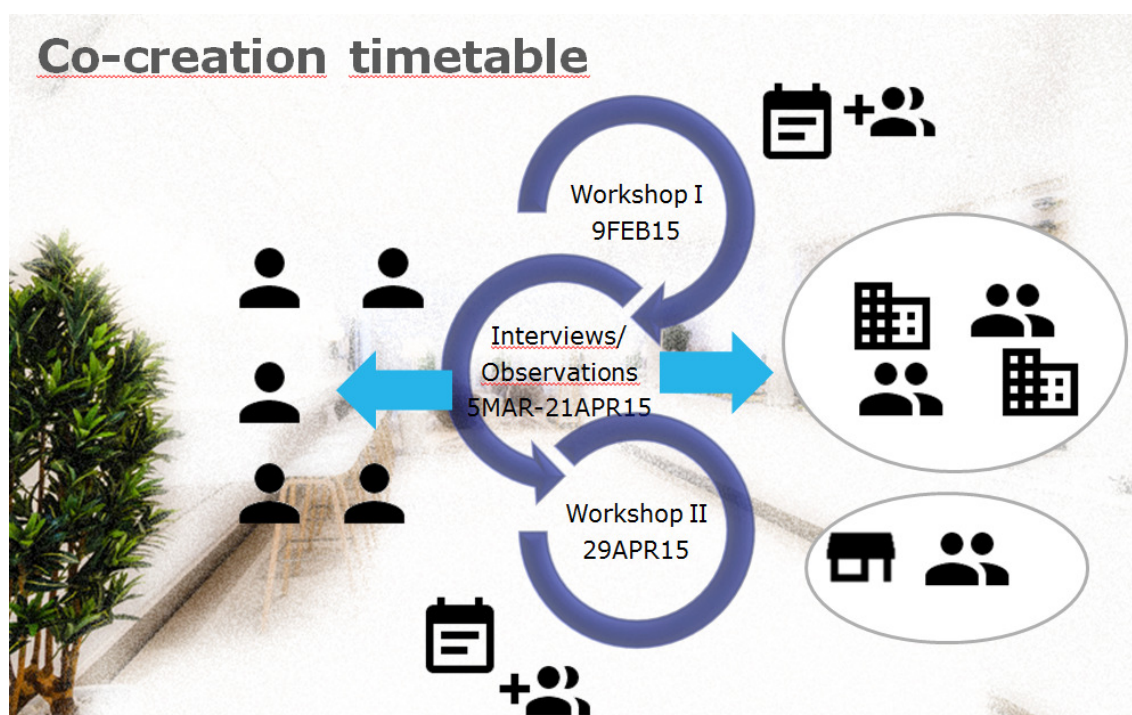 Co-creation timetable
Workshop I
9FEB15
Interviews/
Observations
5MAR-21APR15
Workshop II
29APR15